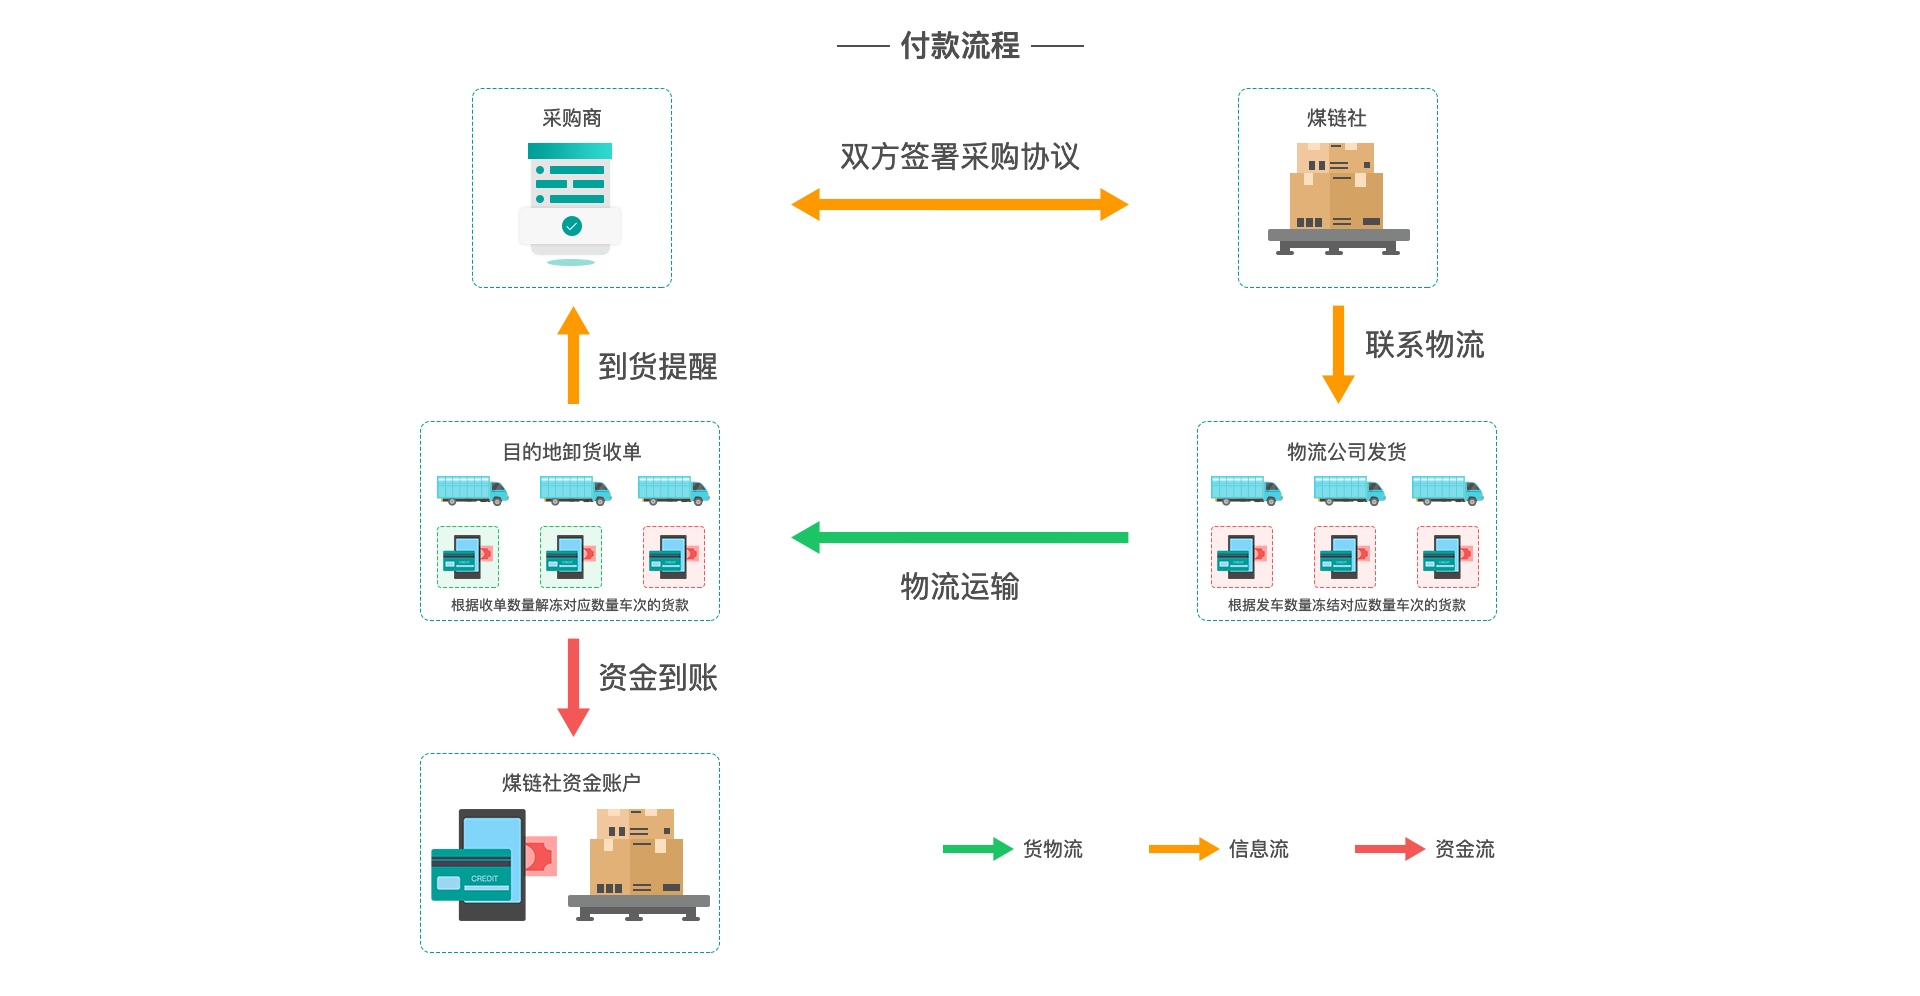 付款流程
采购商
煤链社
双方签署采购协议
联系物流
到货提醒
目的地卸货收单
物流公司发货
根据收单数量解冻对应数量车次的货款
物流运输
根据发车数量冻结对应数量车次的货款
资金到账
煤链社资金账户
CREDIT
货物流
信息流
资金流